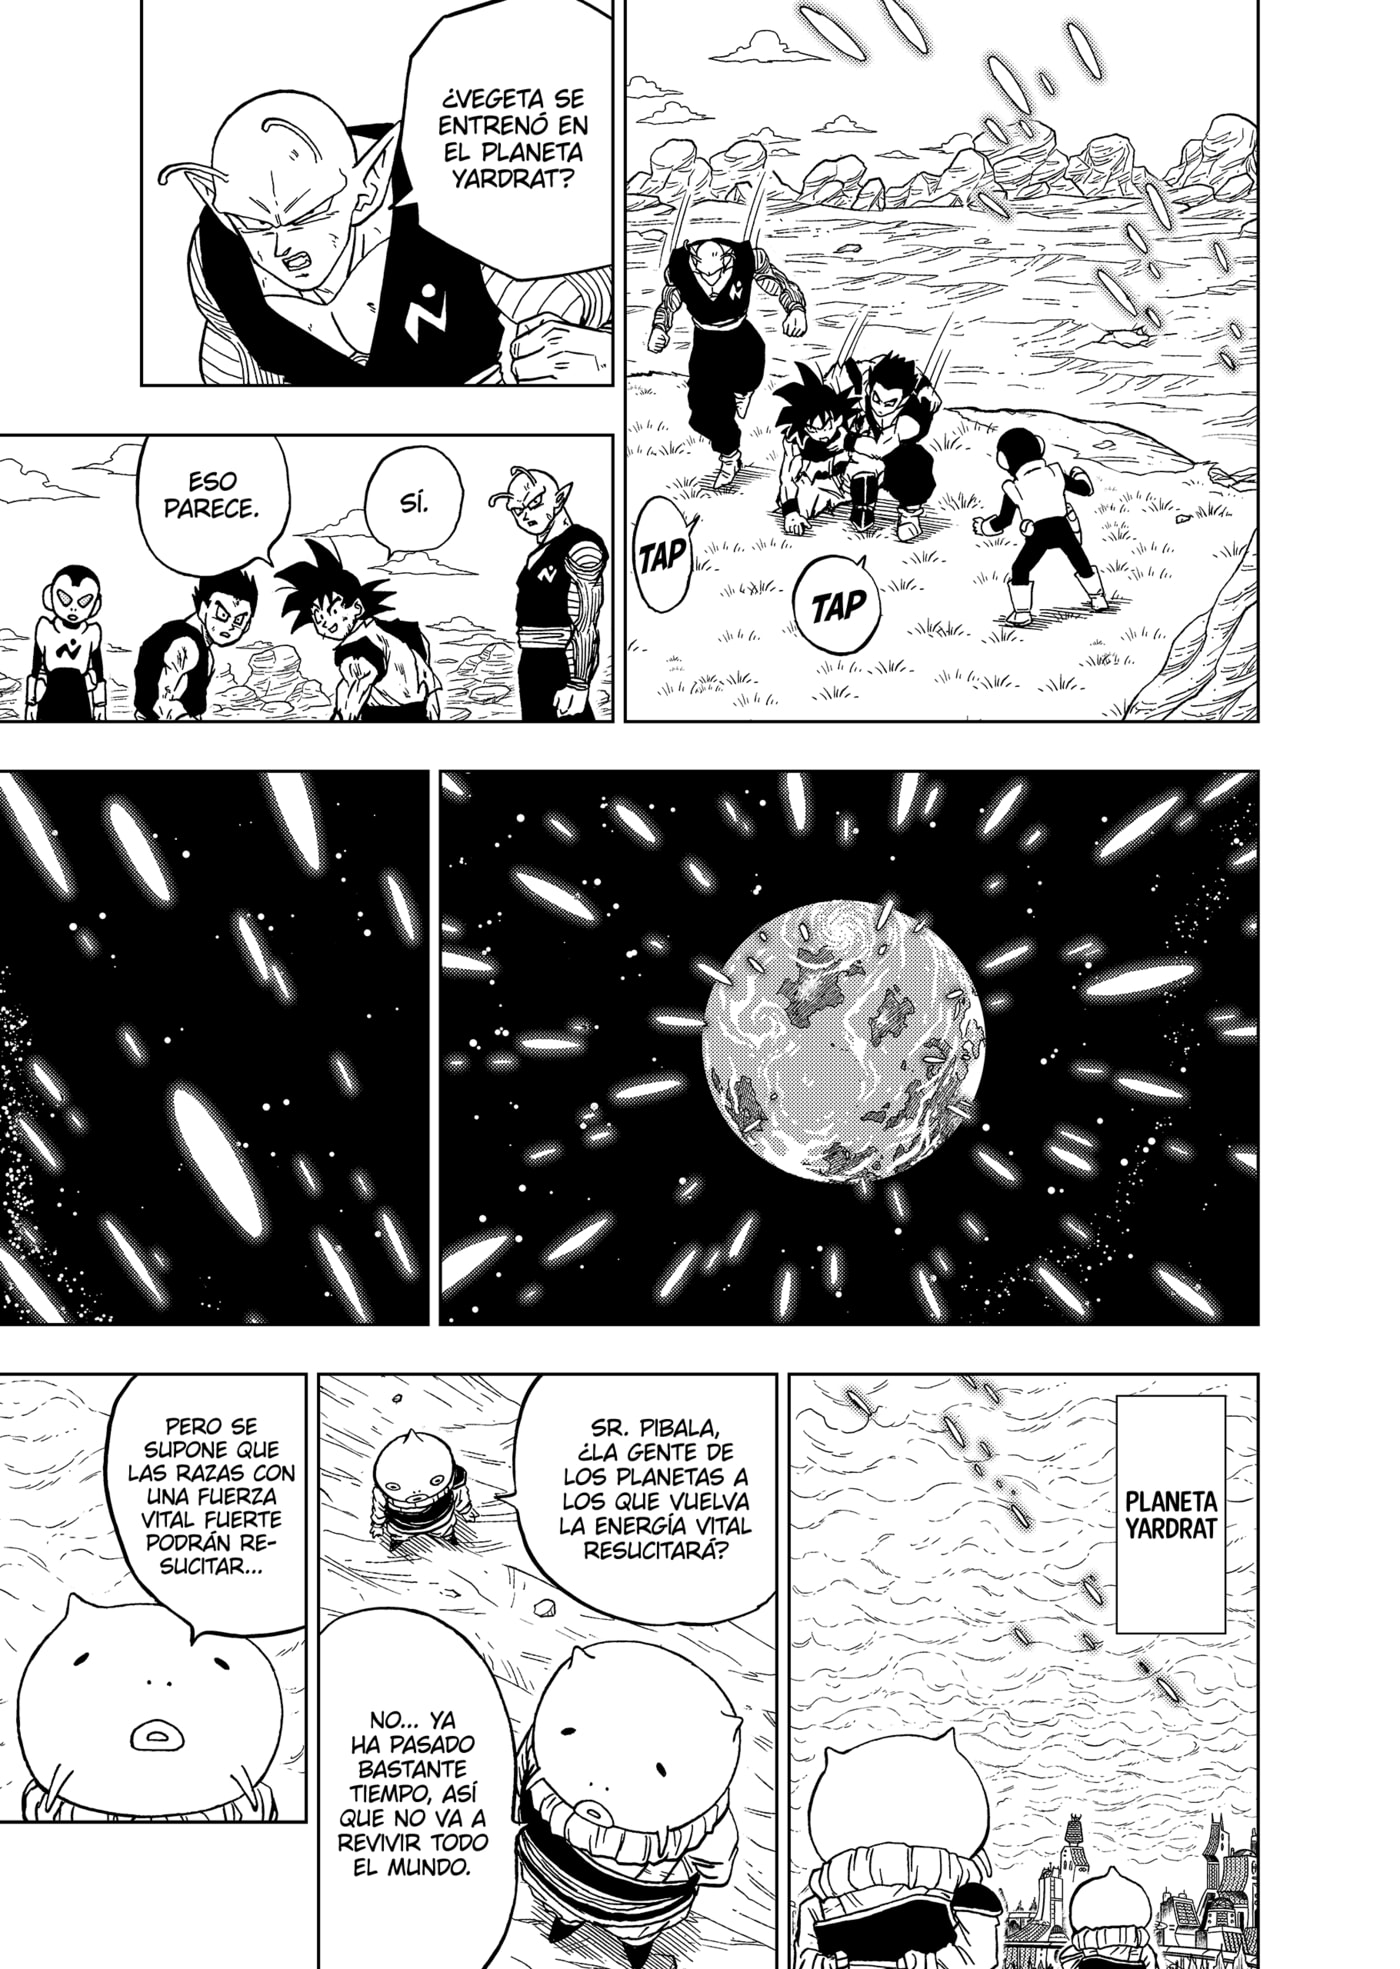 TAP
TAP
¿VEGETA SE
ENTRENÓ EN
EL PLANETA
YARDRAT?
SÍ.
ESO
PARECE.
PLANETA
YARDRAT
SR. PIBALA,
¿LA GENTE DE
LOS PLANETAS A
LOS QUE VUELVA
LA ENERGÍA VITAL
RESUCITARÁ?
NO... YA
HA PASADO
BASTANTE
TIEMPO, ASÍ
QUE NO VA A
REVIVIR TODO
EL MUNDO.
PERO SE
SUPONE QUE
LAS RAZAS CON
UNA FUERZA
VITAL FUERTE
PODRÁN RE-
SUCITAR...